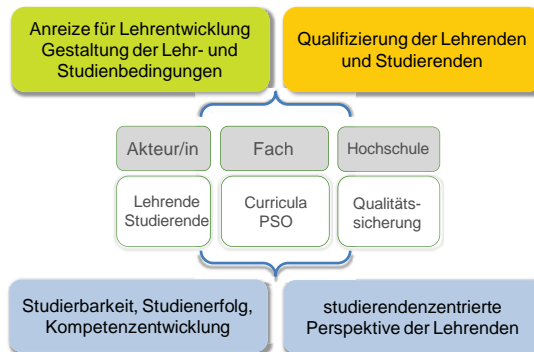 Anreize für Lehrentwicklung
Gestaltung der Lehr- und
Studienbedingungen
Qualifizierung der Lehrenden
und Studierenden
Akteur/in
Fach
Hochschule
Lehrende
Studierende
Curricula
PSO
Qualitäts-
sicherung
Studierbarkeit, Studienerfolg,
Kompetenzentwicklung
studierendenzentrierte
Perspektive der Lehrenden